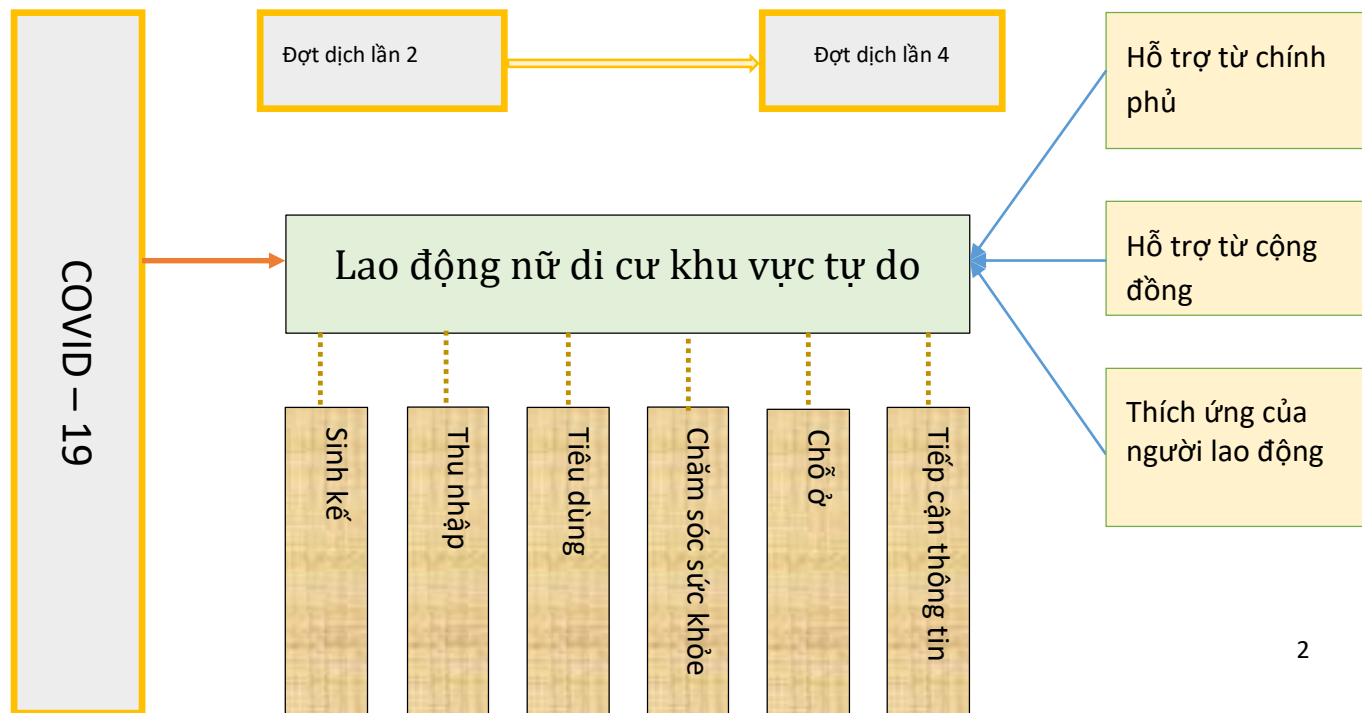 COVID – 19
Đợt dịch lần 2
Đợt dịch lần 4
Lao động nữ di cư khu vực tự do
Sinh kế
Thu nhập
Tiêu dùng
Chăm sóc sức khỏe
Chỗ ở
Tiếp cận thông tin
Hỗ trợ từ chính
phủ
Hỗ trợ từ cộng
đồng
Thích ứng của
người lao động
2